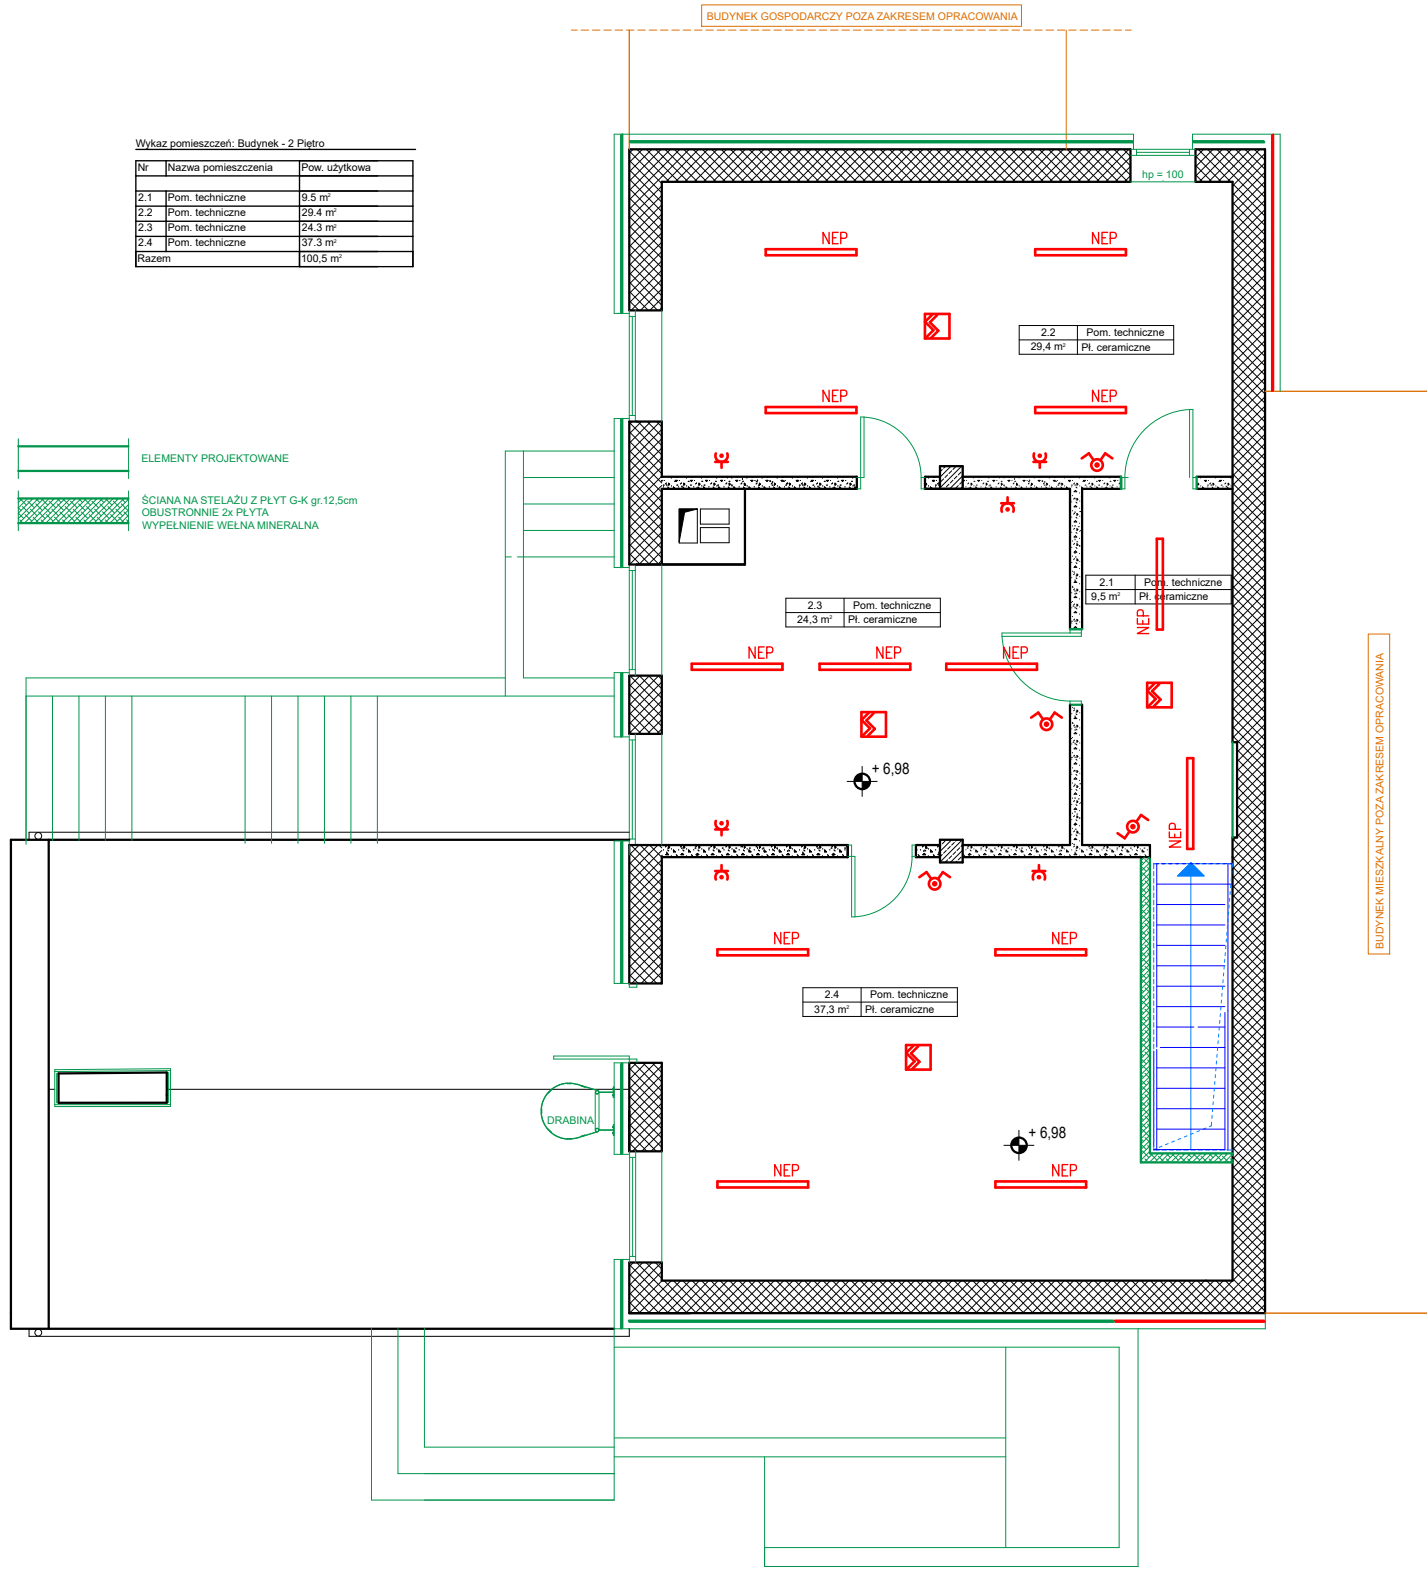 BUDYNEK GOSPODARCZY POZA ZAKRESEM OPRACOWANIA
Wykaz pomieszczeń: Budynek - 2 Piętro
Nr Nazwa pomieszczenia Pow. użytkowa
2.1 Pom. techniczne 9.5 m²
2.2 Pom. techniczne 29.4 m²
2.3 Pom. techniczne 24.3 m²
2.4 Pom. techniczne 37.3 m²
Razem 100,5 m²
hp = 100
NEP NEP
2.2 Pom. techniczne
29,4 m² Pł. ceramiczne
NEP NEP
ELEMENTY PROJEKTOWANE
ŚCIANA NA STELAŻU Z PŁYT G-K gr.12,5cm
OBUSTRONNIE 2x PŁYTA
WYPEŁNIENIE WEŁNA MINERALNA
2.1 Pom. techniczne
9,5 m² Pł. ceramiczne
NEP
2.3 Pom. techniczne
24,3 m² Pł. ceramiczne
NEP NEP NEP
+ 6,98
NEP
BUDYNEK MIESZKALNY POZA ZAKRESEM OPRACOWANIA
NEP NEP
2.4 Pom. techniczne
37,3 m² Pł. ceramiczne
DRABINA
+ 6,98
NEP NEP